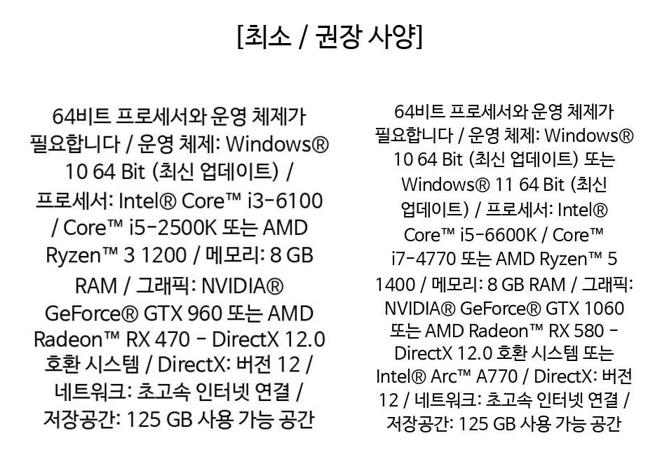 [최소 / 권장 사양]
64비트 프로세서와 운영 체제가
필요합니다 / 운영 체제: Windows®
10 64 Bit (최신 업데이트) /
프로세서: Intel® Core™ i3-6100
/ Core™ i5-2500K 또는 AMD
Ryzen™ 3 1200 / 메모리: 8 GB
RAM / 그래픽: NVIDIA®
GeForce® GTX 960 또는 AMD
Radeon™ RX 470 - DirectX 12.0
호환 시스템 / DirectX: 버전 12 /
네트워크: 초고속 인터넷 연결 /
저장공간: 125 GB 사용 가능 공간
64비트 프로세서와 운영 체제가
필요합니다 / 운영 체제: Windows®
10 64 Bit (최신 업데이트) 또는
Windows® 11 64 Bit (최신
업데이트) / 프로세서: Intel®
Core™ i5-6600K / Core™
i7-4770 또는 AMD Ryzen™ 5
1400 / 메모리: 8 GB RAM / 그래픽:
NVIDIA® GeForce® GTX 1060
또는 AMD Radeon™ RX 580 -
DirectX 12.0 호환 시스템 또는
Intel® Arc™ A770 / DirectX: 버전
12 / 네트워크: 초고속 인터넷 연결 /
저장공간: 125 GB 사용 가능 공간